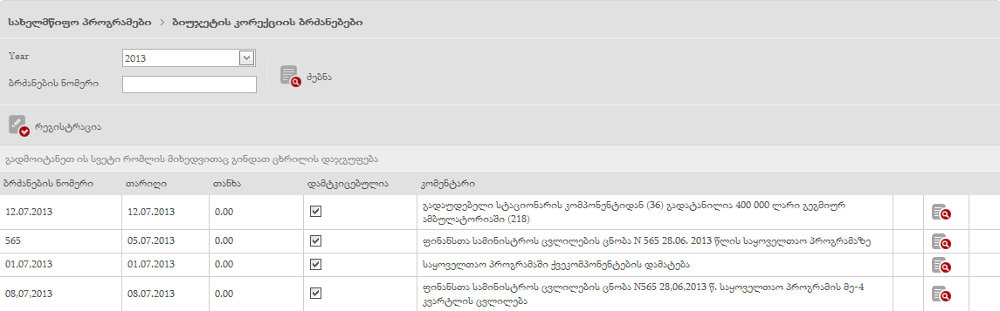 სახელმწიფო პროგრამები > ბიუჯეტის კორექციის ბრძანებები
Year 2013
ბრძანების ნომერი
ძებნა
რეგისტრაცია
გადმოიტანეთ ის სვეტი რომლის მიხედვითაც გინდათ ცხრილის დაჯგუფება
ბრძანების ნომერი თარიღი თანხა დამტკიცებულია კომენტარი
12.07.2013 12.07.2013 0.00 გადაუდებელი სტაციონარის კომპონენტიდან (36) გადატანილია 400 000 ლარი გეგმიურ
ამბულატორიაში (218)
565 05.07.2013 0.00 ფინანსთა სამინისტროს ცვლილების ცნობა N 565 28.06. 2013 წლის საყოველთაო პროგრამაზე
01,07,2013 01.07.2013 0.00 საყოველთაო პროგრამაში ქვეკომპონენტების დამატება
08,07,2013 08.07.2013 0.00 ფინანსთა სამინისტროს ცვლილების ცნობა N565 28,06,2013 წ. საყოველთაო პროგრამის მე-4
კვარტლის ცვლილება